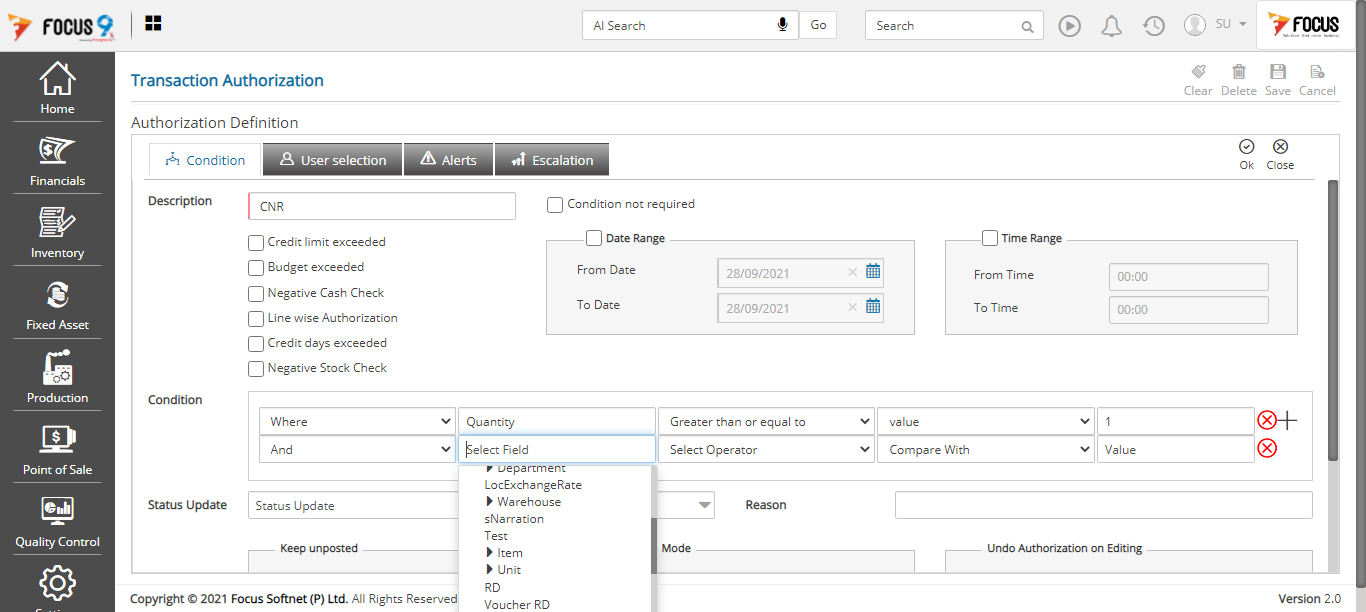 FOCUS 9
AI Search
Go
Search
SU
FOCUS
Home
Financials
Inventory
Fixed Asset
Production
Point of Sale
Quality Control
Transaction Authorization
Clear
Delete
Save
Cancel
Authorization Definition
Condition
User selection
Alerts
Escalation
Ok
Close
Description
CNR
Condition not required
Credit limit exceeded
Budget exceeded
Negative Cash Check
Line wise Authorization
Credit days exceeded
Negative Stock Check
Date Range
From Date
28/09/2021
To Date
28/09/2021
Time Range
From Time
00:00
To Time
00:00
Condition
Where
Quantity
Greater than or equal to
value
1
And
Select Field
Select Operator
Compare With
Value
Department
LocExchangeRate
Warehouse
sNarration
Test
Item
Unit
RD
Voucher RD
Status Update
Status Update
Reason
Keep unposted
Mode
Undo Authorization on Editing
Copyright © 2021 Focus Softnet (P) Ltd. All Rights Reserved
Version 2.0